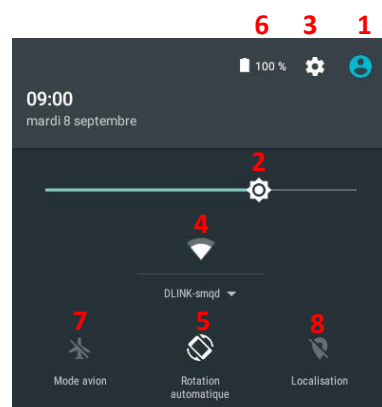 6 3 1
100 %
09:00
mardi 8 septembre
2
4
DLINK-smqd
7 5 8
Mode avion
Rotation
automatique
Localisation